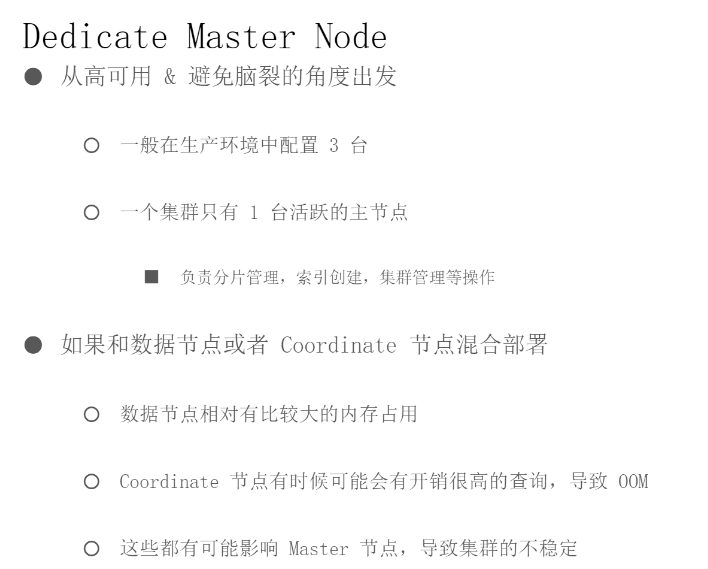 Dedicate Master Node
● 从高可用 & 避免脑裂的角度出发
○ 一般在生产环境中配置 3 台
○ 一个集群只有 1 台活跃的主节点
■ 负责分片管理，索引创建，集群管理等操作
● 如果和数据节点或者 Coordinate 节点混合部署
○ 数据节点相对有比较大的内存占用
○ Coordinate 节点有时候可能会有开销很高的查询，导致 OOM
○ 这些都有可能影响 Master 节点，导致集群的不稳定